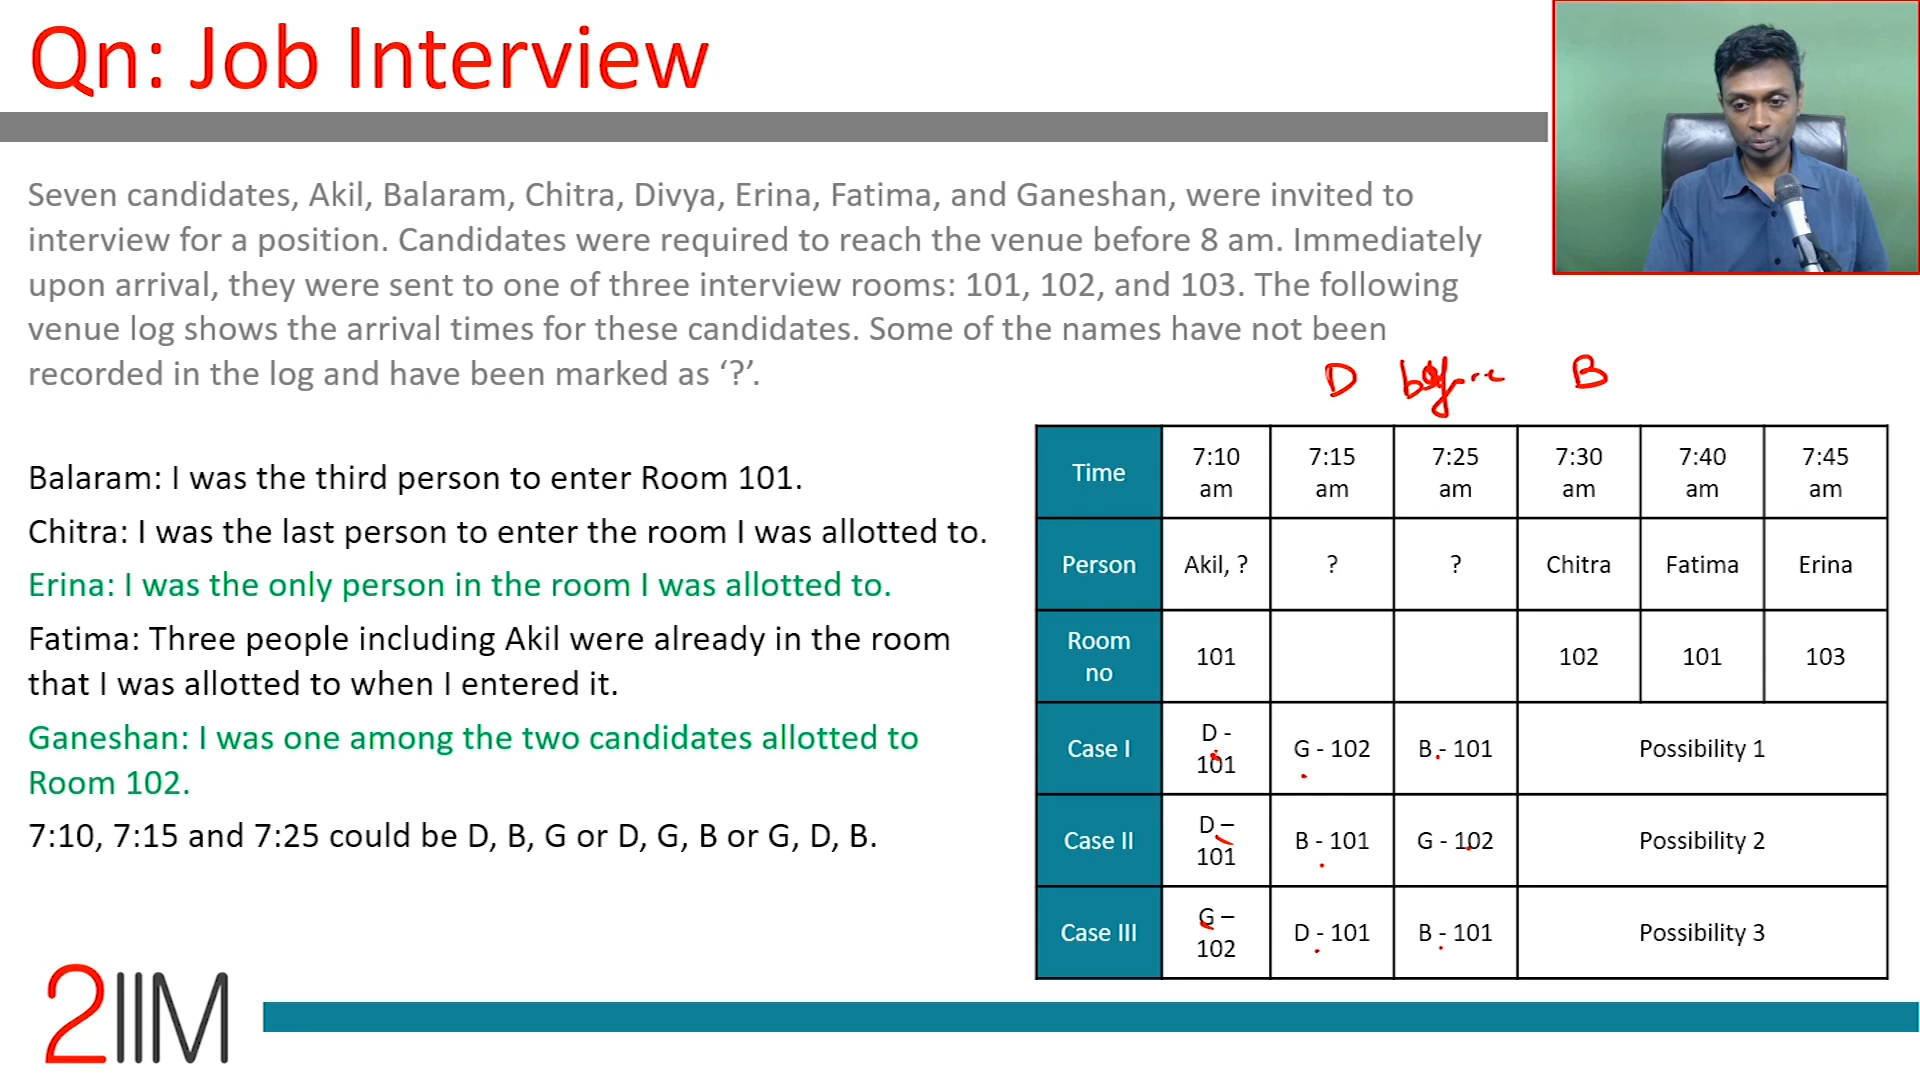 Qn: Job Interview
Seven candidates, Akil, Balaram, Chitra, Divya, Erina, Fatima, and Ganeshan, were invited to
interview for a position. Candidates were required to reach the venue before 8 am. Immediately
upon arrival, they were sent to one of three interview rooms: 101, 102, and 103. The following
venue log shows the arrival times for these candidates. Some of the names have not been
recorded in the log and have been marked as ‘?’.
D before B
Balaram: I was the third person to enter Room 101.
Chitra: I was the last person to enter the room I was allotted to.
Erina: I was the only person in the room I was allotted to.
Fatima: Three people including Akil were already in the room
that I was allotted to when I entered it.
Ganeshan: I was one among the two candidates allotted to
Room 102.
7:10, 7:15 and 7:25 could be D, B, G or D, G, B or G, D, B.
Time 7:10 am 7:15 am 7:25 am 7:30 am 7:40 am 7:45 am
Person Akil, ? ? ? Chitra Fatima Erina
Room no 101 102 101 103
Case I D - 101 G - 102 B - 101 Possibility 1
Case II D – 101 B - 101 G - 102 Possibility 2
Case III G – 102 D - 101 B - 101 Possibility 3
2IIM